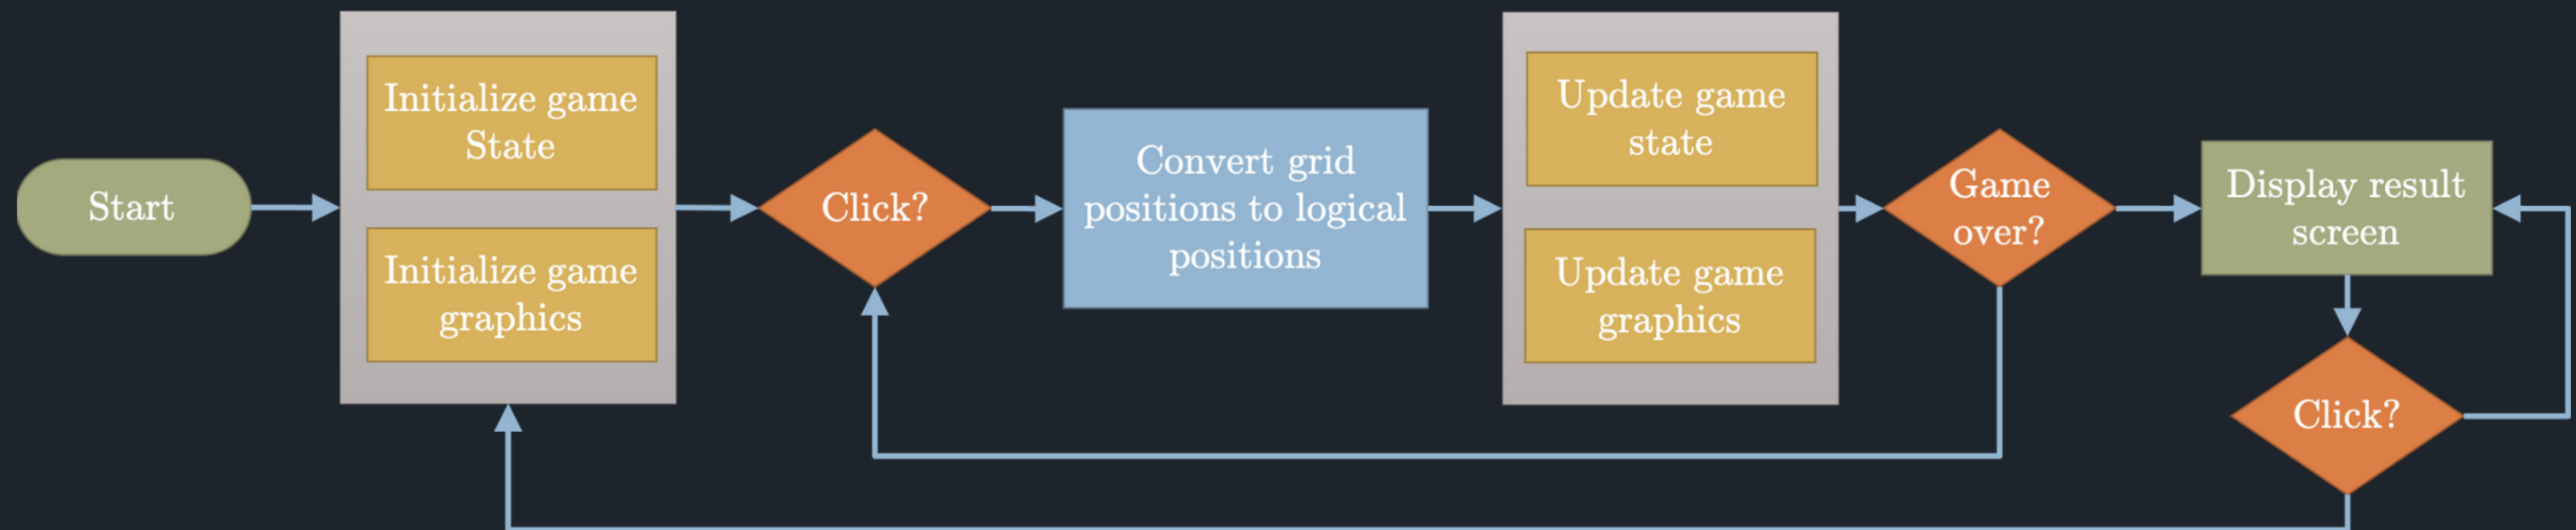 Start
Initialize game
State
Initialize game
graphics
Click?
Convert grid
positions to logical
positions
Update game
state
Update game
graphics
Game
over?
Display result
screen
Click?